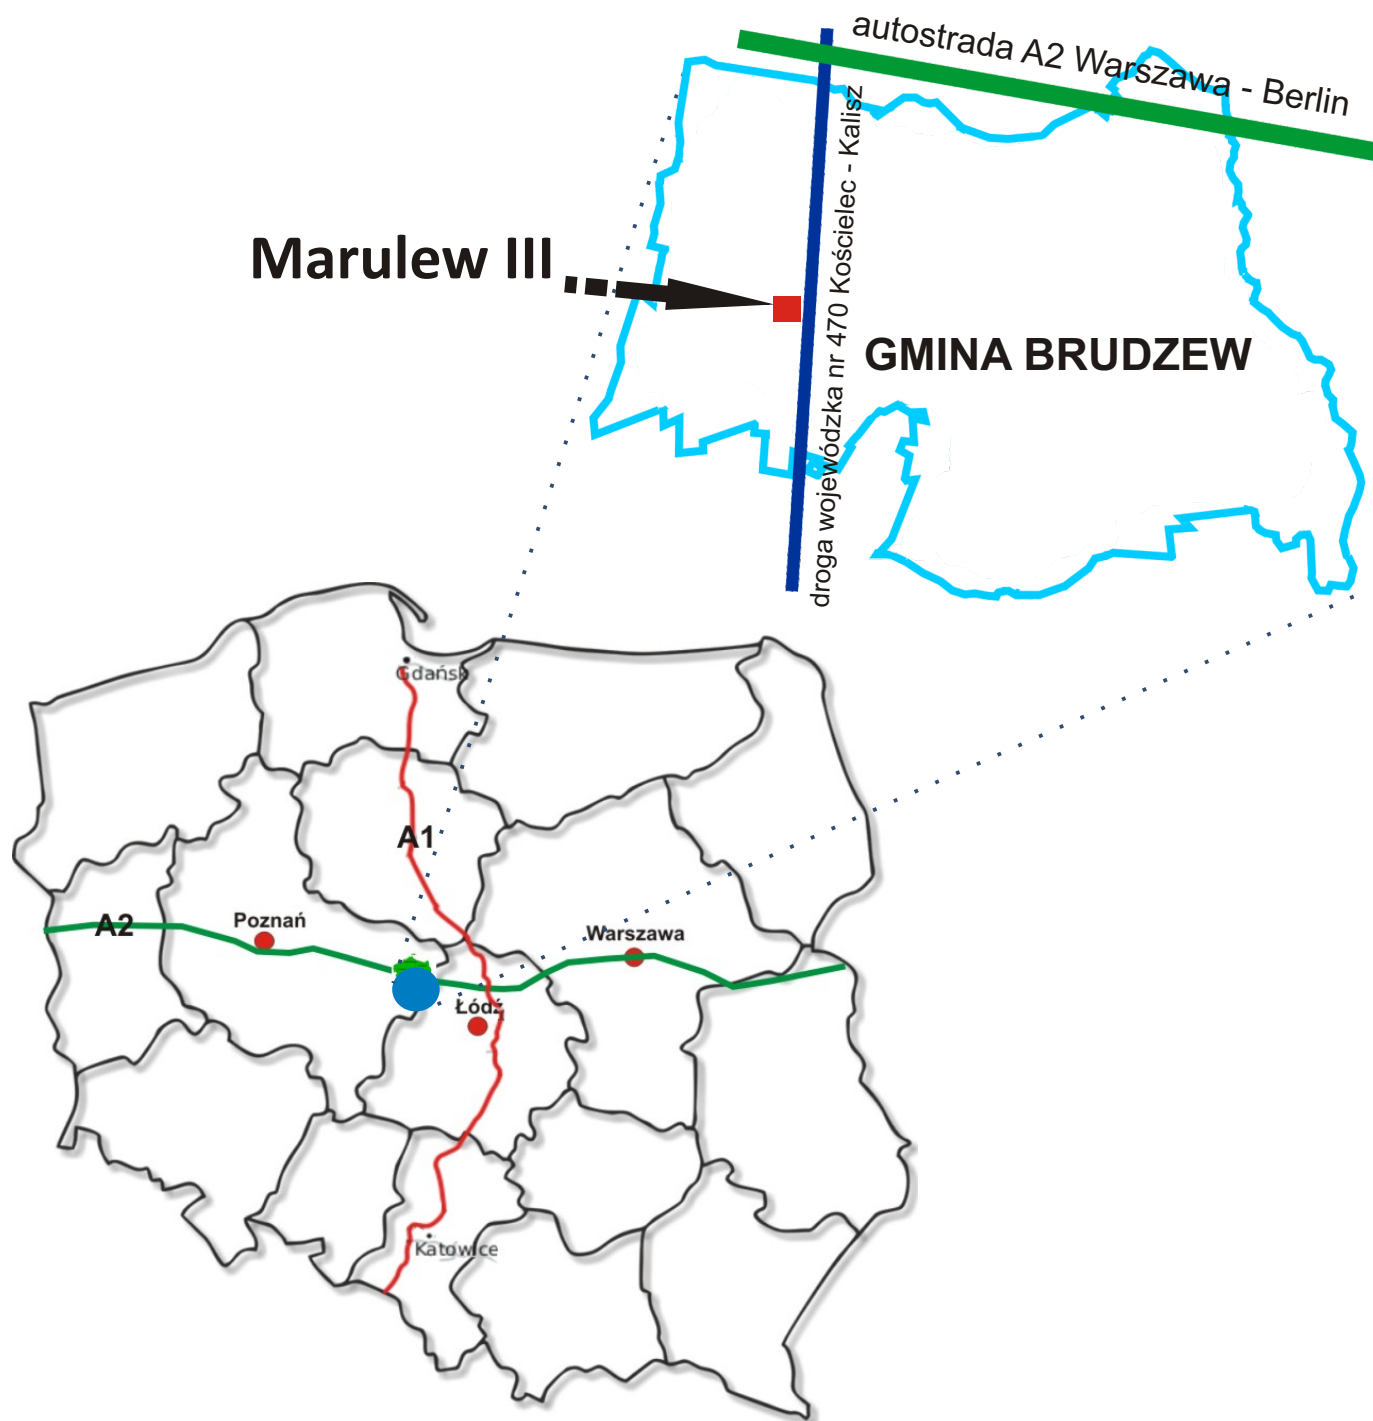 autostrada A2 Warszawa - Berlin
droga wojewódzka nr 470 Kościelec - Kalisz
Marulew III
GMINA BRUDZEW
Gdańsk
A1
A2
Poznań
Warszawa
Łódź
Katowice